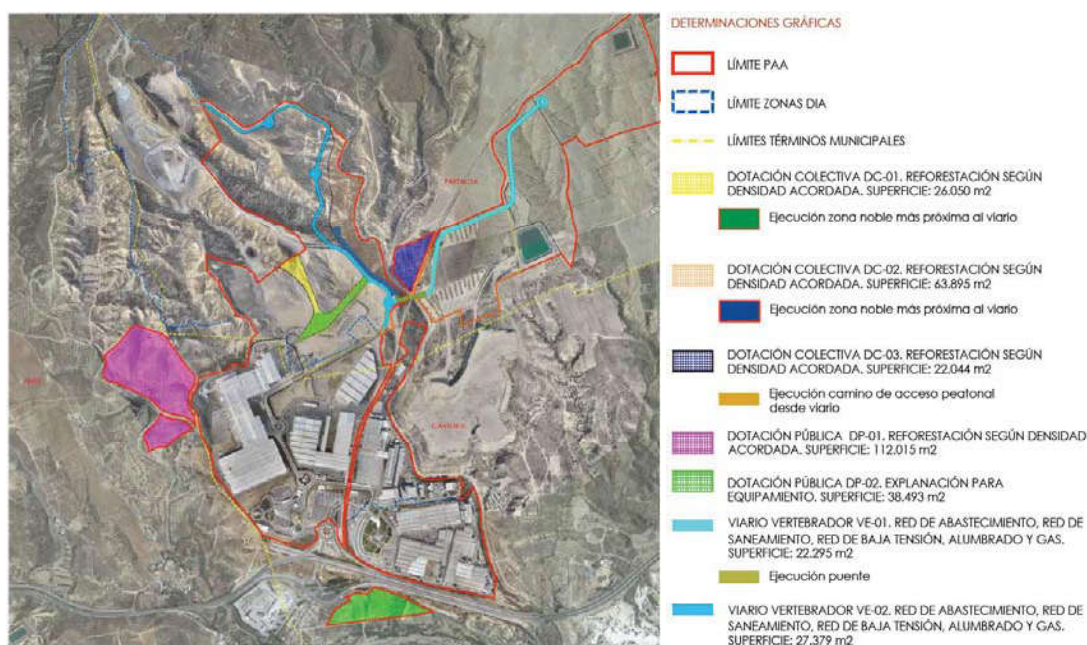 DETERMINACIONES GRÁFICAS
LÍMITE PAA
LÍMITE ZONAS DIA
LÍMITES TÉRMINOS MUNICIPALES
DOTACIÓN COLECTIVA DC-01. REFORESTACIÓN SEGÚN
DENSIDAD ACORDADA. SUPERFICIE: 26.050 m2
Ejecución zona noble más próxima al viario
DOTACIÓN COLECTIVA DC-02. REFORESTACIÓN SEGÚN
DENSIDAD ACORDADA. SUPERFICIE: 63.895 m2
Ejecución zona noble más próxima al viario
DOTACIÓN COLECTIVA DC-03. REFORESTACIÓN SEGÚN
DENSIDAD ACORDADA. SUPERFICIE: 22.044 m2
Ejecución camino de acceso peatonal
desde viario
DOTACIÓN PÚBLICA DP-01. REFORESTACIÓN SEGÚN DENSIDAD
ACORDADA. SUPERFICIE: 112.015 m2
DOTACIÓN PÚBLICA DP-02. EXPLANACIÓN PARA
EQUIPAMIENTO. SUPERFICIE: 38.493 m2
VIARIO VERTEBRADOR VE-01. RED DE ABASTECIMIENTO, RED DE
SANEAMIENTO, RED DE BAJA TENSIÓN, ALUMBRADO Y GAS.
SUPERFICIE: 22.295 m2
Ejecución puente
VIARIO VERTEBRADOR VE-02. RED DE ABASTECIMIENTO, RED DE
SANEAMIENTO, RED DE BAJA TENSIÓN, ALUMBRADO Y GAS.
SUPERFICIE: 27.379 m2